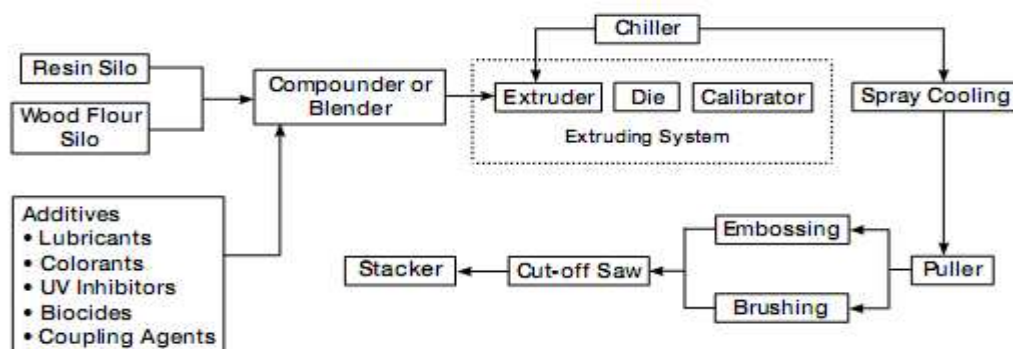 Chiller
Resin Silo
Wood Flour
Silo
Compounder or
Blender
Extruder
Die
Calibrator
Extruding System
Spray Cooling
Additives
• Lubricants
• Colorants
• UV Inhibitors
• Biocides
• Coupling Agents
Stacker
Cut-off Saw
Embossing
Brushing
Puller